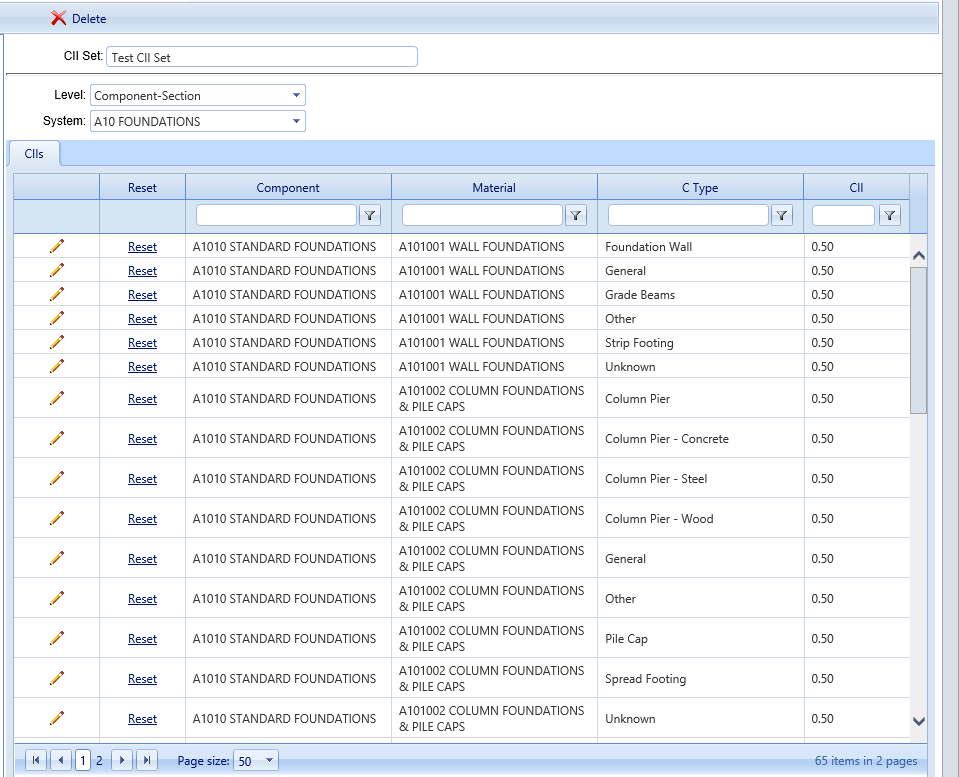 Delete
CII Set: Test CII Set
Level: Component-Section
System: A10 FOUNDATIONS
CIIs
Reset Component Material C Type CII
Reset A1010 STANDARD FOUNDATIONS A101001 WALL FOUNDATIONS Foundation Wall 0.50
Reset A1010 STANDARD FOUNDATIONS A101001 WALL FOUNDATIONS General 0.50
Reset A1010 STANDARD FOUNDATIONS A101001 WALL FOUNDATIONS Grade Beams 0.50
Reset A1010 STANDARD FOUNDATIONS A101001 WALL FOUNDATIONS Other 0.50
Reset A1010 STANDARD FOUNDATIONS A101001 WALL FOUNDATIONS Strip Footing 0.50
Reset A1010 STANDARD FOUNDATIONS A101001 WALL FOUNDATIONS Unknown 0.50
Reset A1010 STANDARD FOUNDATIONS A101002 COLUMN FOUNDATIONS
& PILE CAPS Column Pier 0.50
Reset A1010 STANDARD FOUNDATIONS A101002 COLUMN FOUNDATIONS
& PILE CAPS Column Pier - Concrete 0.50
Reset A1010 STANDARD FOUNDATIONS A101002 COLUMN FOUNDATIONS
& PILE CAPS Column Pier - Steel 0.50
Reset A1010 STANDARD FOUNDATIONS A101002 COLUMN FOUNDATIONS
& PILE CAPS Column Pier - Wood 0.50
Reset A1010 STANDARD FOUNDATIONS A101002 COLUMN FOUNDATIONS
& PILE CAPS General 0.50
Reset A1010 STANDARD FOUNDATIONS A101002 COLUMN FOUNDATIONS
& PILE CAPS Other 0.50
Reset A1010 STANDARD FOUNDATIONS A101002 COLUMN FOUNDATIONS
& PILE CAPS Pile Cap 0.50
Reset A1010 STANDARD FOUNDATIONS A101002 COLUMN FOUNDATIONS
& PILE CAPS Spread Footing 0.50
Reset A1010 STANDARD FOUNDATIONS A101002 COLUMN FOUNDATIONS
& PILE CAPS Unknown 0.50
1 2 Page size: 50 65 items in 2 pages